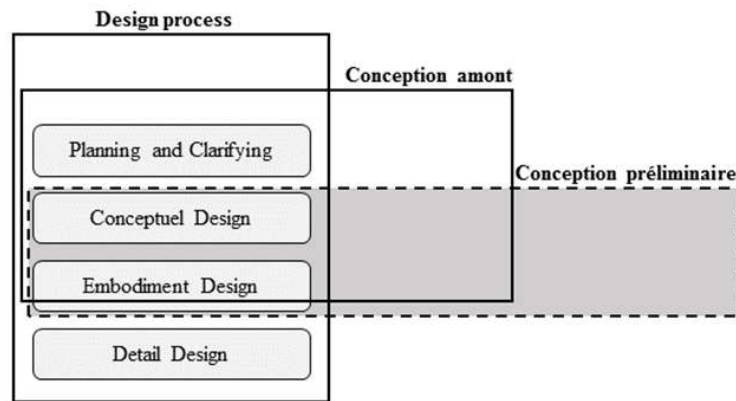 Design process
Conception amont
Planning and Clarifying
Conception préliminaire
Conceptuel Design
Embodiment Design
Detail Design